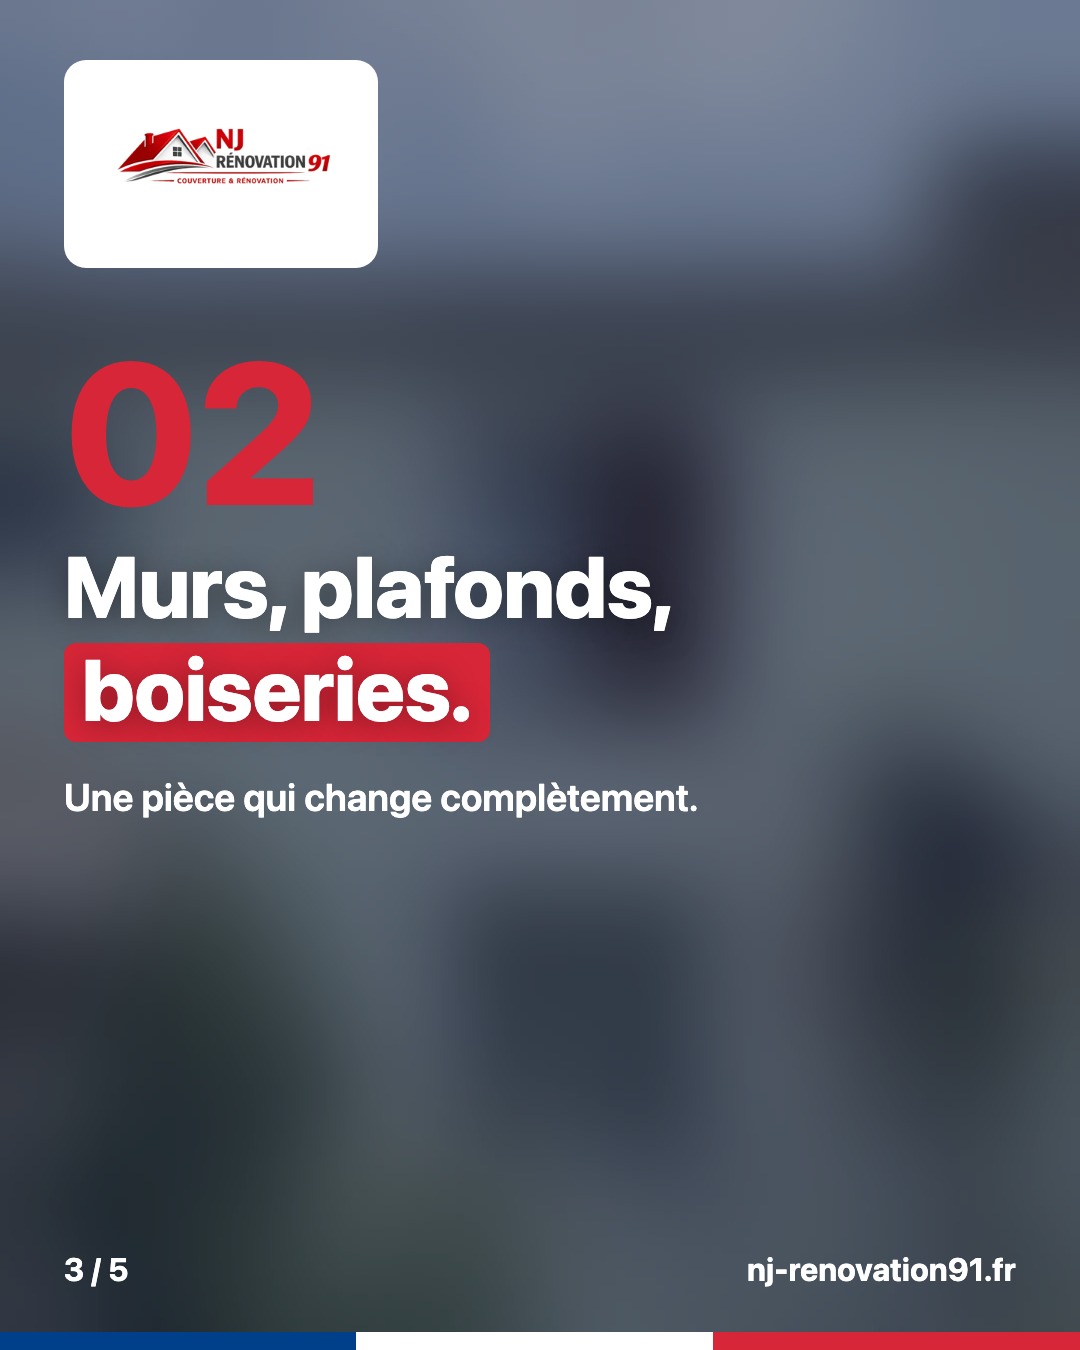 NJ
RÉNOVATION 91
COUVERTURE & RÉNOVATION
02
Murs, plafonds,
boiseries.
Une pièce qui change complètement.
3 / 5
nj-renovation91.fr